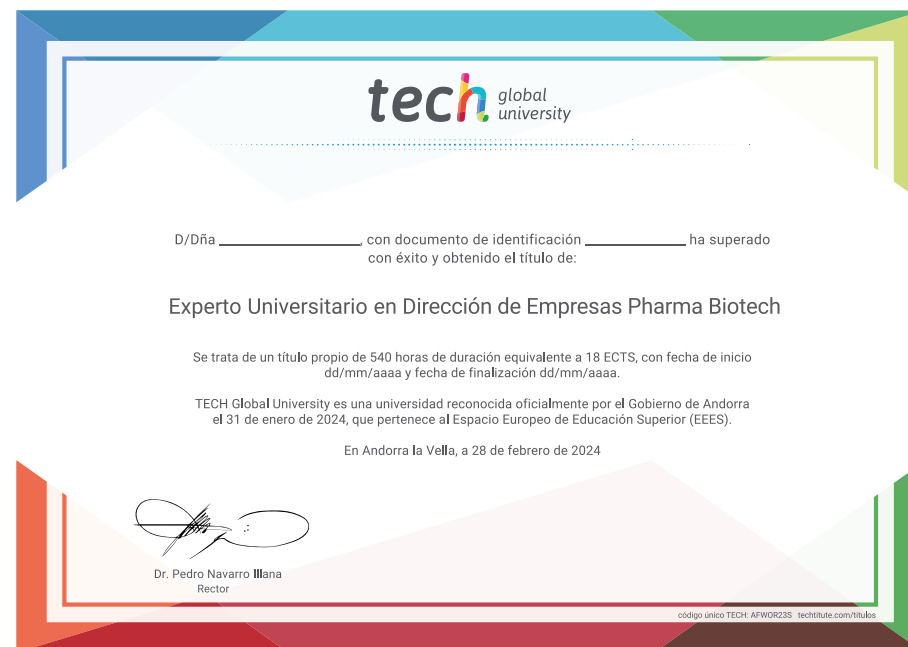 tech global university
D/Dña ____________, con documento de identificación ____________ ha superado
con éxito y obtenido el título de:
Experto Universitario en Dirección de Empresas Pharma Biotech
Se trata de un título propio de 540 horas de duración equivalente a 18 ECTS, con fecha de inicio
dd/mm/aaaa y fecha de finalización dd/mm/aaaa.
TECH Global University es una universidad reconocida oficialmente por el Gobierno de Andorra
el 31 de enero de 2024, que pertenece al Espacio Europeo de Educación Superior (EEES).
En Andorra la Vella, a 28 de febrero de 2024
Dr. Pedro Navarro Illana
Rector
código único TECH: AFWOR23S techtitute.com/titulos